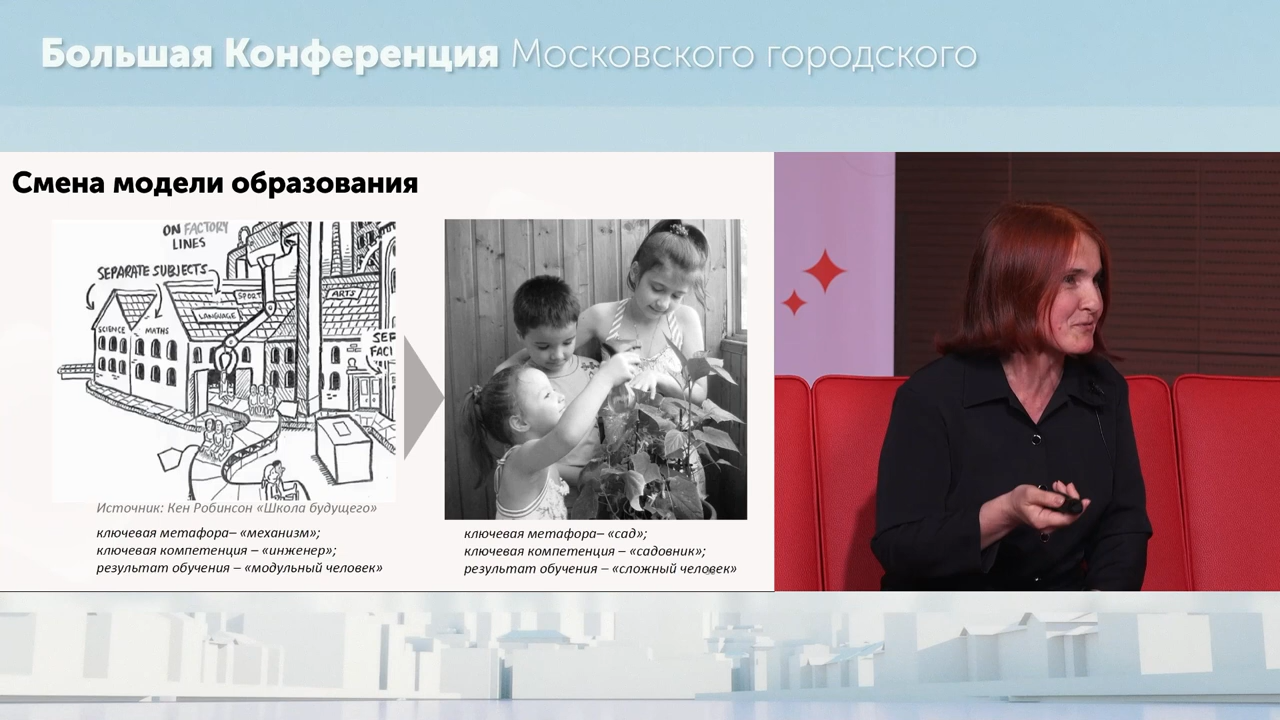 Большая Конференция Московского городского
Смена модели образования
ON FACTORY
LINES
SEPARATE SUBJECTS
SCIENCE
MATHS
LANGUAGE
SPORT
ARTS
SEP
FACI
Источник: Кен Робинсон «Школа будущего»
ключевая метафора– «механизм»;
ключевая компетенция – «инженер»;
результат обучения – «модульный человек»
ключевая метафора– «сад»;
ключевая компетенция – «садовник»;
результат обучения – «сложный человек»